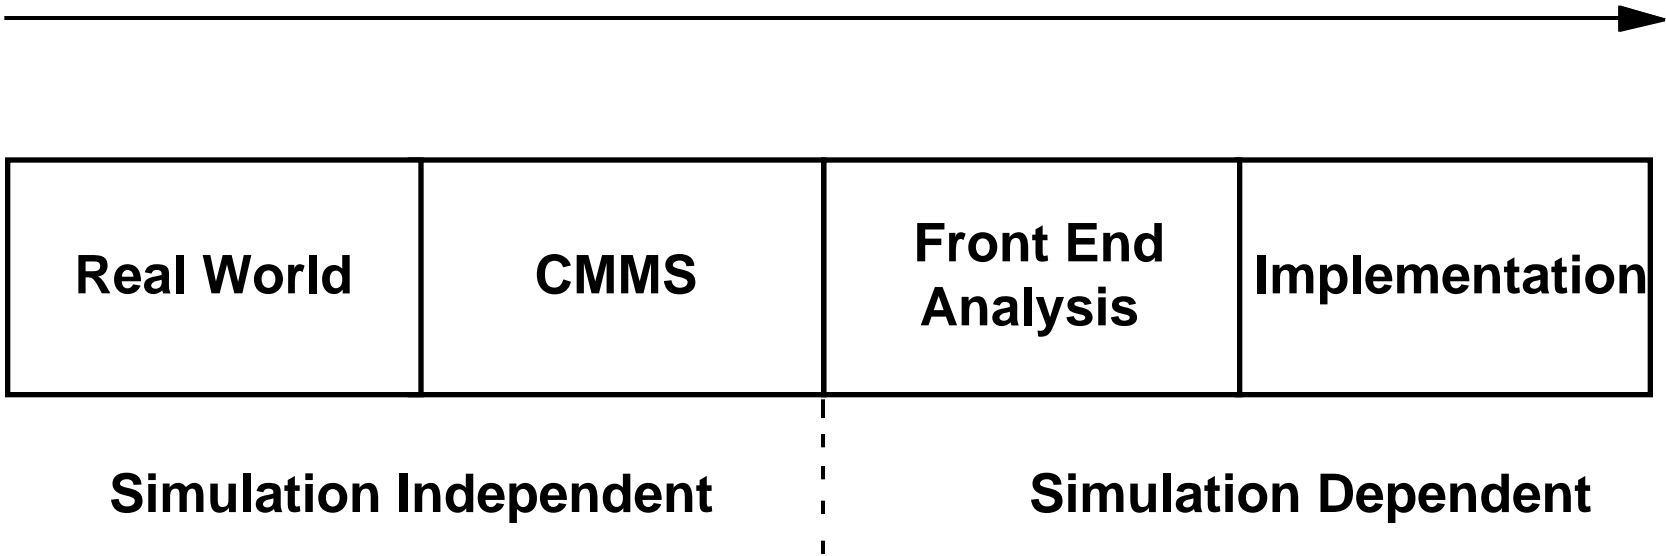 Real World
CMMS
Front End
Analysis
Implementation
Simulation Independent
Simulation Dependent